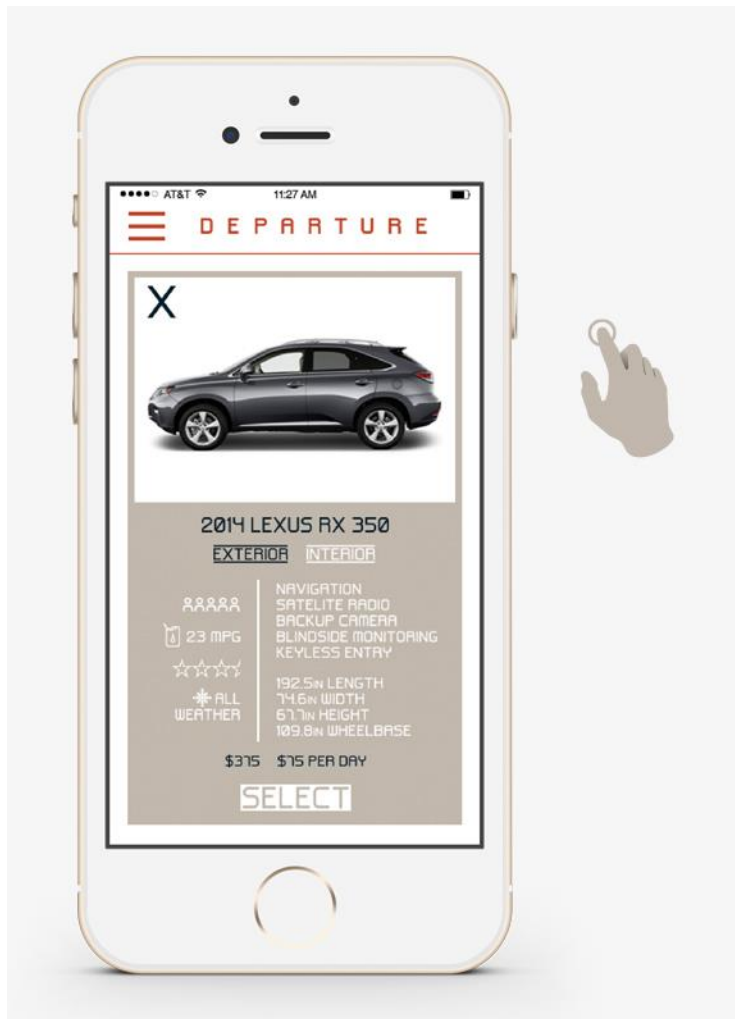 AT&T 11:27 AM
DEPARTURE
X
2014 LEXUS RX 350
EXTERIOR INTERIOR
NAVIGATION
SATELITE RADIO
BACKUP CAMERA
BLINDSIDE MONITORING
KEYLESS ENTRY
23 MPG
ALL
WEATHER
192.5IN LENGTH
74.6IN WIDTH
67.7IN HEIGHT
109.8IN WHEELBASE
$375 $75 PER DAY
SELECT